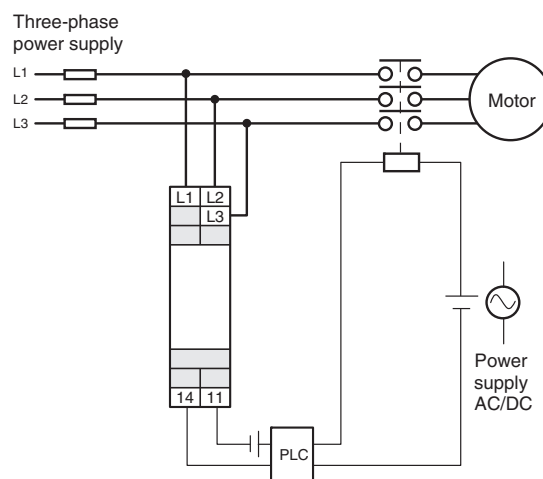 Three-phase
power supply
L1
L2
L3
Motor
L1 L2
L3
Power
supply
AC/DC
14 11
PLC